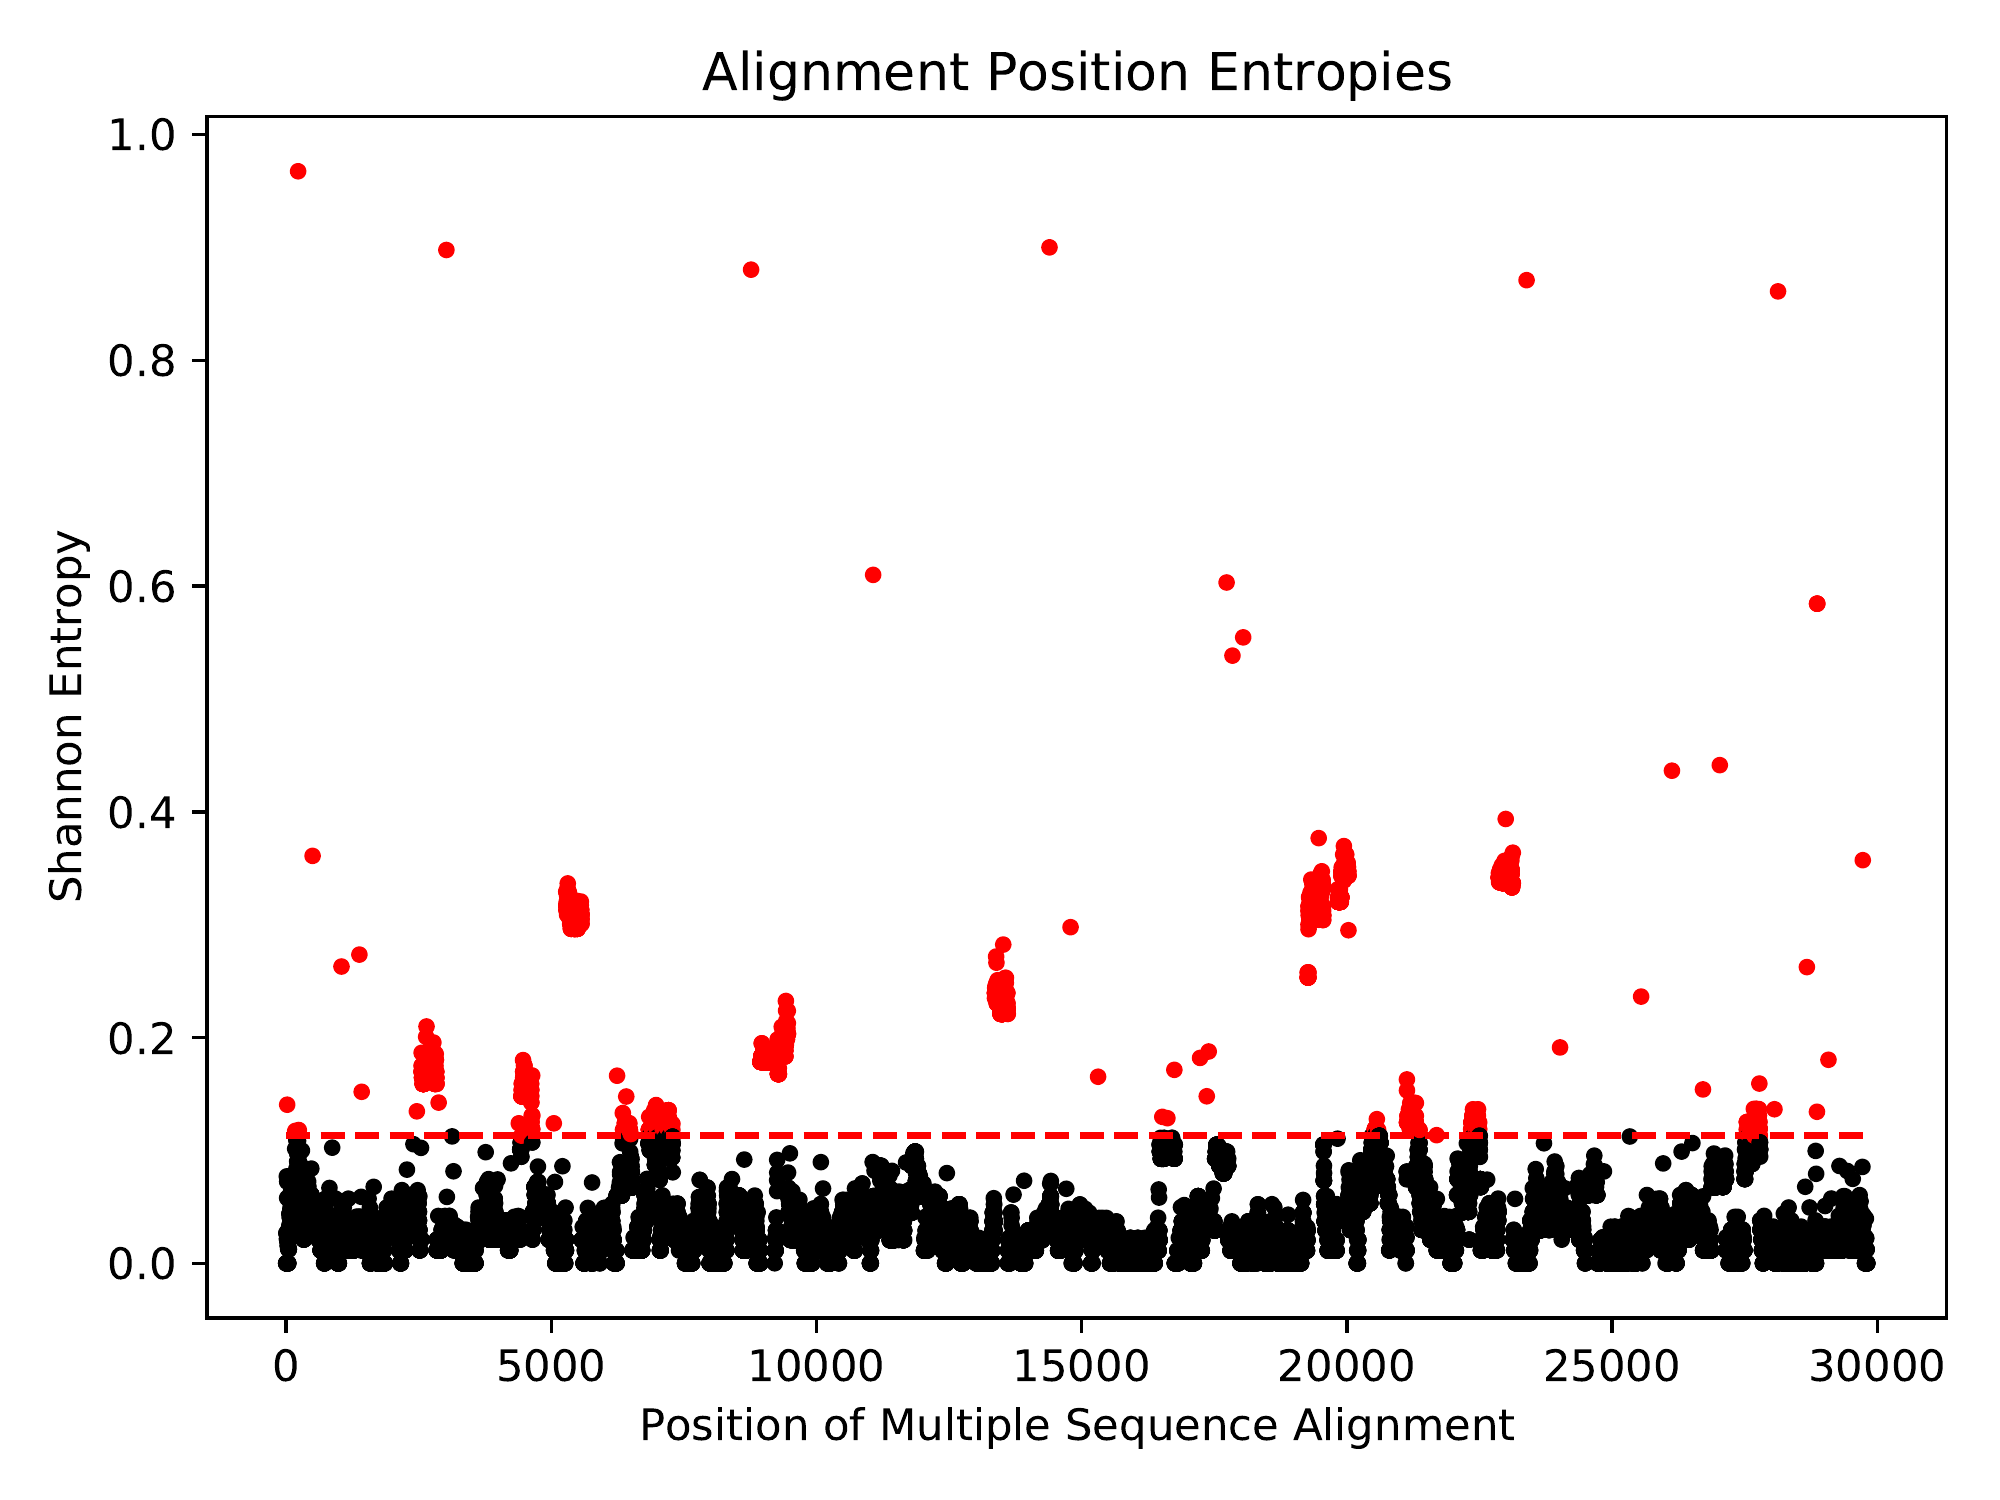 Alignment Position Entropies
1.0
0.8
0.6
0.4
0.2
0.0
Shannon Entropy
0 5000 10000 15000 20000 25000 30000
Position of Multiple Sequence Alignment